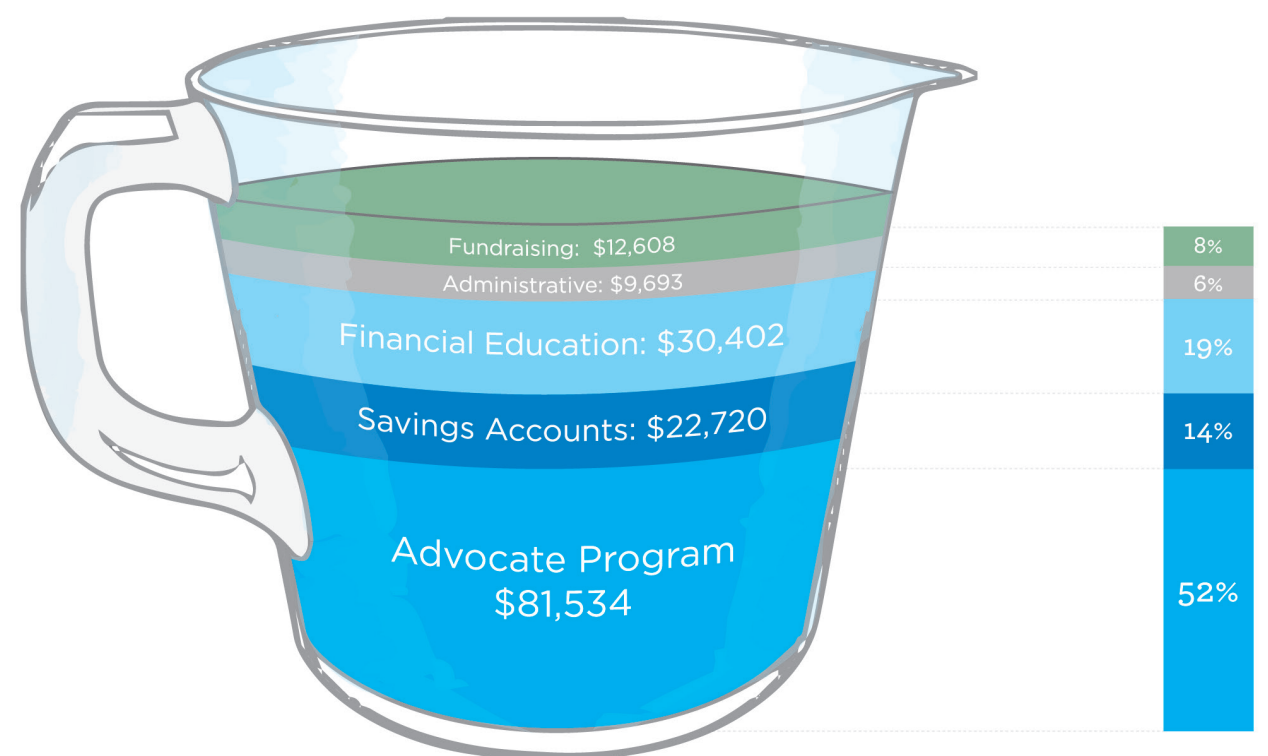 Fundraising: $12,608
8%
Administrative: $9,693
6%
Financial Education: $30,402
19%
Savings Accounts: $22,720
14%
Advocate Program
$81,534
52%